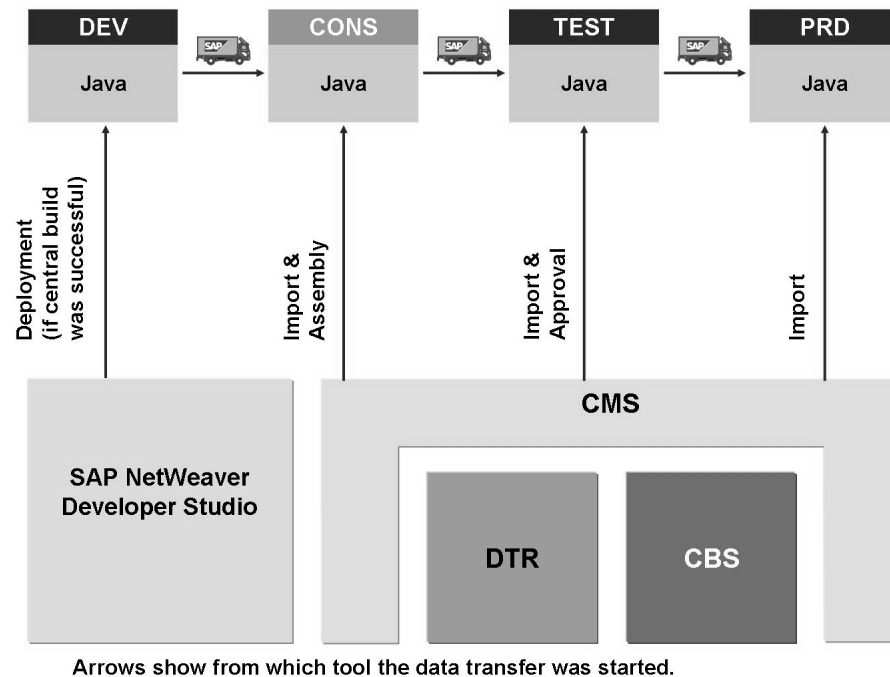 DEV
CONS
TEST
PRD
SAP
SAP
SAP
Java
Java
Java
Java
Deployment
(if central build
was successful)
Import &
Assembly
Import &
Approval
Import
CMS
SAP NetWeaver
Developer Studio
DTR
CBS
Arrows show from which tool the data transfer was started.